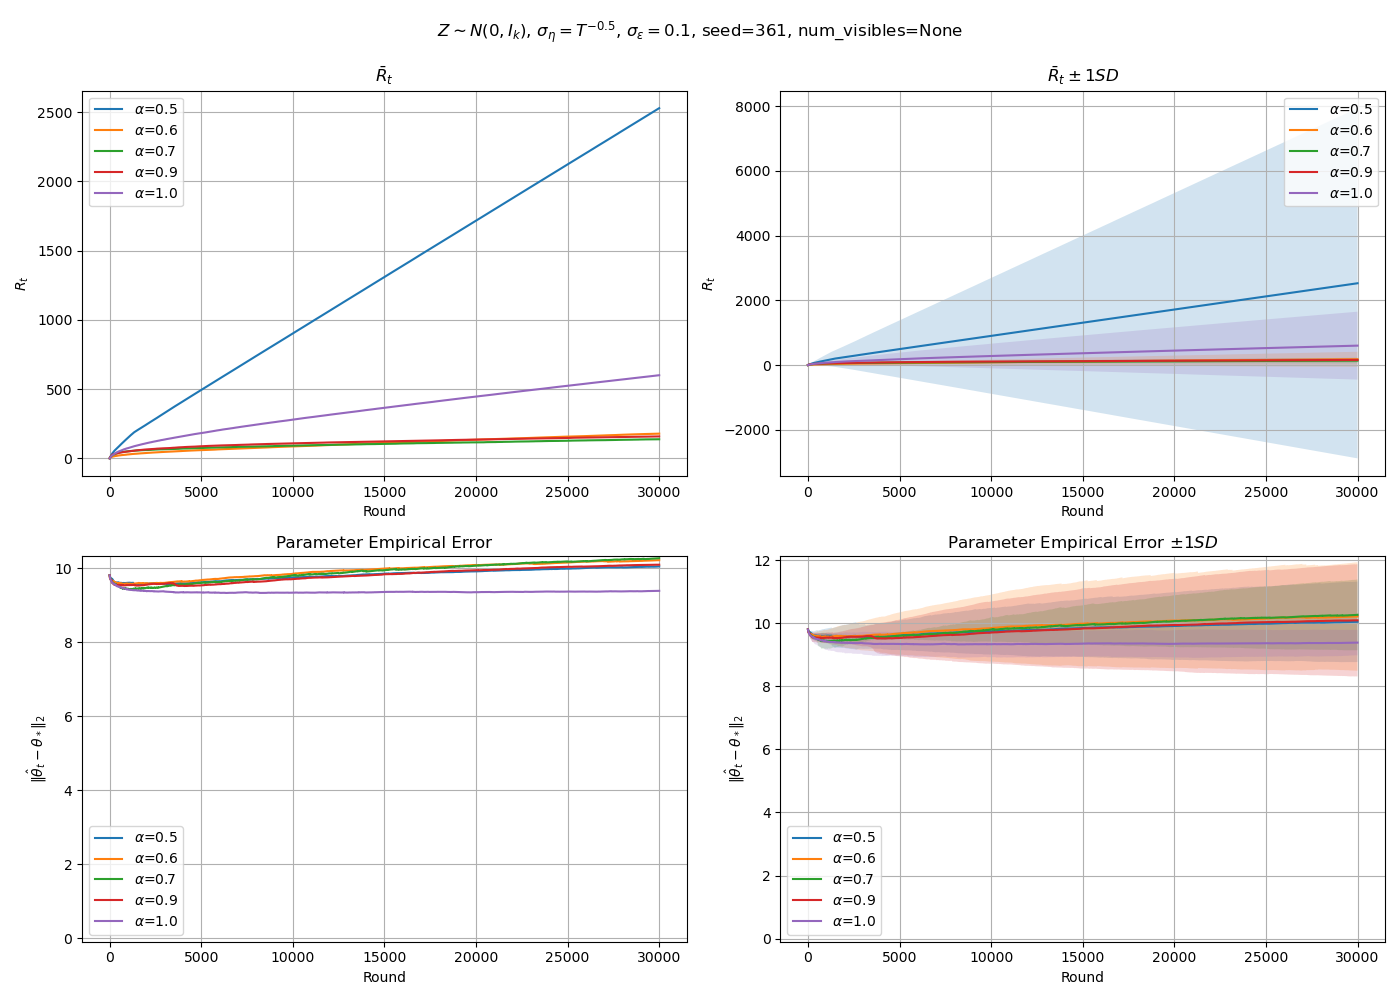 Z ∼ N(0, I_k), σ_η = T^{−0.5}, σ_ε = 0.1, seed=361, num_visibles=None
R̄_t
R_t
2500
2000
1500
1000
500
0
α=0.5
α=0.6
α=0.7
α=0.9
α=1.0
0 5000 10000 15000 20000 25000 30000
Round
R̄_t ± 1SD
R_t
8000
6000
4000
2000
0
−2000
α=0.5
α=0.6
α=0.7
α=0.9
α=1.0
0 5000 10000 15000 20000 25000 30000
Round
Parameter Empirical Error
‖θ̂_t − θ_*‖_2
10
8
6
4
2
0
α=0.5
α=0.6
α=0.7
α=0.9
α=1.0
0 5000 10000 15000 20000 25000 30000
Round
Parameter Empirical Error ±1SD
‖θ̂_t − θ_*‖_2
12
10
8
6
4
2
0
α=0.5
α=0.6
α=0.7
α=0.9
α=1.0
0 5000 10000 15000 20000 25000 30000
Round